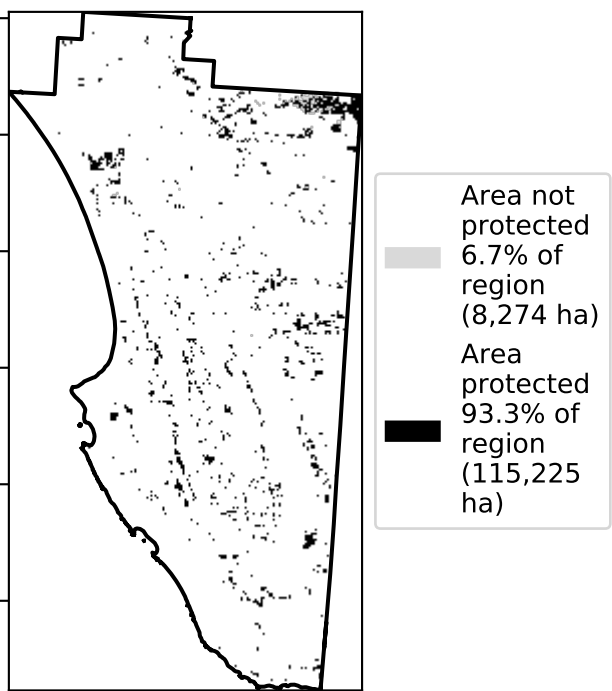 Area not
protected
6.7% of
region
(8,274 ha)
Area
protected
93.3% of
region
(115,225
ha)